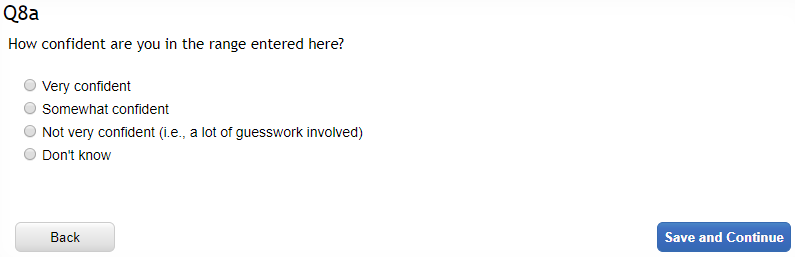 Q8a
How confident are you in the range entered here?
Very confident
Somewhat confident
Not very confident (i.e., a lot of guesswork involved)
Don't know
Back
Save and Continue